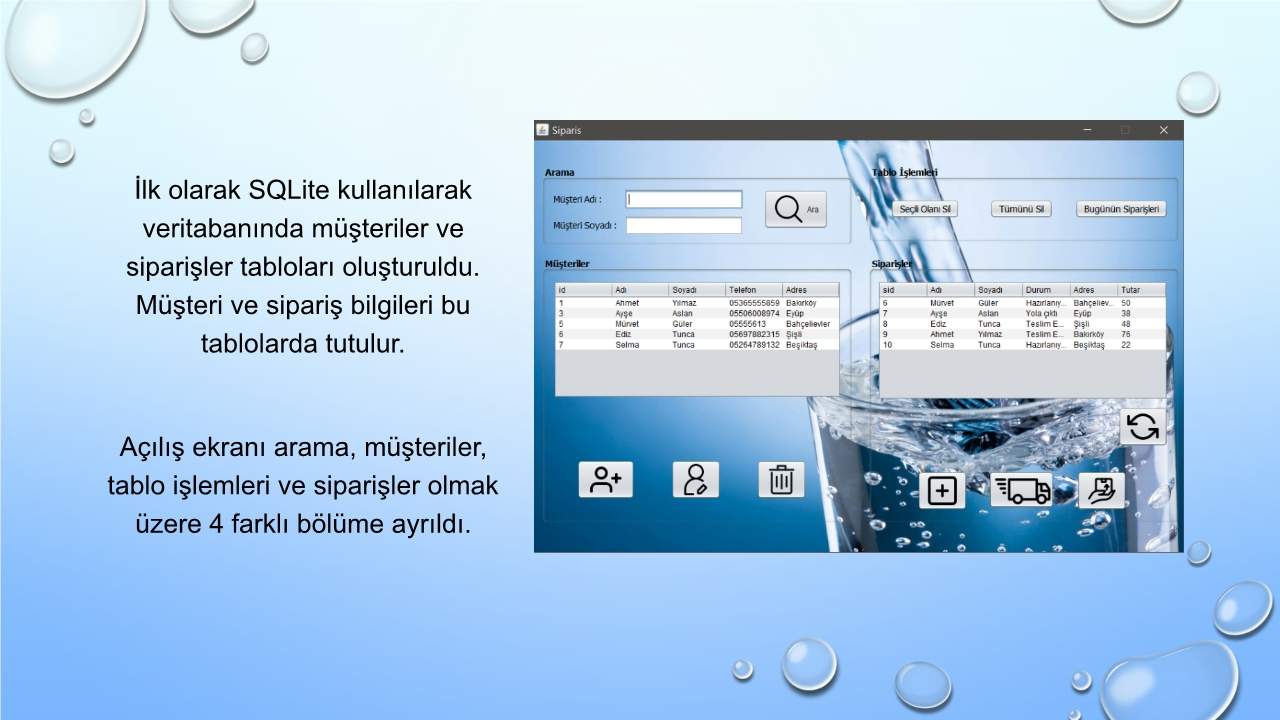 İlk olarak SQLite kullanılarak
veritabanında müşteriler ve
siparişler tabloları oluşturuldu.
Müşteri ve sipariş bilgileri bu
tablolarda tutulur.
Açılış ekranı arama, müşteriler,
tablo işlemleri ve siparişler olmak
üzere 4 farklı bölüme ayrıldı.
Siparis
Arama
Müşteri Adı :
Müşteri Soyadı :
Ara
Tablo İşlemleri
Seçili Olanı Sil Tümünü Sil Bugünün Siparişleri
Müşteriler
id Adı Soyadı Telefon Adres
1 Ahmet Yılmaz 05365555859 Bakırköy
3 Ayşe Aslan 05506008974 Eyüp
5 Mürvet Güler 05555613 Bahçelievler
6 Ediz Tunca 05697882315 Şişli
7 Selma Tunca 05264789132 Beşiktaş
Siparişler
sid Adı Soyadı Durum Adres Tutar
6 Mürvet Güler Hazırlanıy... Bahçeliev... 50
7 Ayşe Aslan Yola çıktı Eyüp 38
8 Ediz Tunca Teslim E... Şişli 48
9 Ahmet Yılmaz Teslim E... Bakırköy 76
10 Selma Tunca Hazırlanıy... Beşiktaş 22